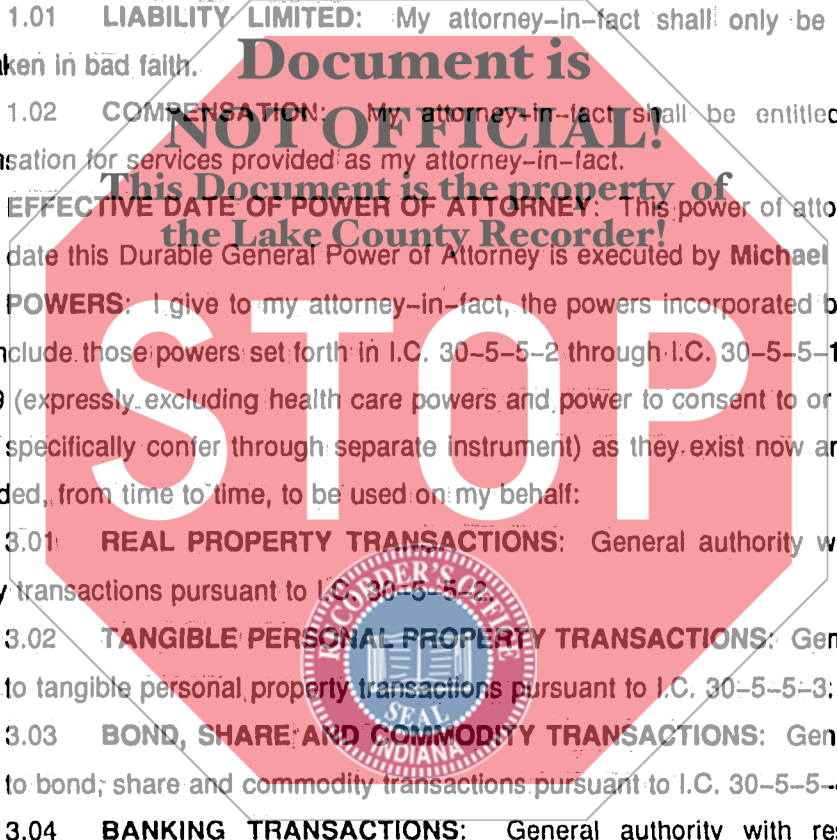 1.01 LIABILITY LIMITED: My attorney-in-fact shall only be
ken in bad faith.
Document is
1.02 COMPENSATION: My attorney-in-fact shall be entitled
NOT OFFICIAL!
sation for services provided as my attorney-in-fact.
This Document is the property of
EFFECTIVE DATE OF POWER OF ATTORNEY: This power of atto
the Lake County Recorder!
date this Durable General Power of Attorney is executed by Michael
POWERS: I give to my attorney-in-fact, the powers incorporated b
nclude those powers set forth in I.C. 30-5-5-2 through I.C. 30-5-5-1
STOP
9 (expressly excluding health care powers and power to consent to or
specifically confer through separate instrument) as they exist now ar
ded, from time to time, to be used on my behalf:
3.01 REAL PROPERTY TRANSACTIONS: General authority w
y transactions pursuant to I.C. 30-5-5-2.
RECORDER'S OFFICE
3.02 TANGIBLE PERSONAL PROPERTY TRANSACTIONS: Gen
to tangible personal property transactions pursuant to I.C. 30-5-5-3.
SEAL
3.03 BOND, SHARE AND COMMODITY TRANSACTIONS: Gen
INDIANA
to bond, share and commodity transactions pursuant to I.C. 30-5-5-
3.04 BANKING TRANSACTIONS: General authority with re